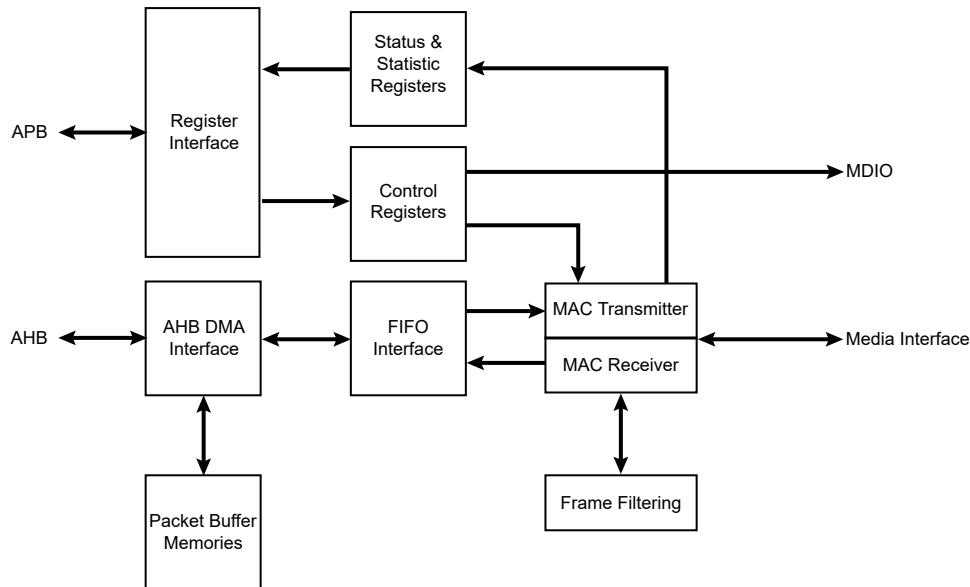 Status &
Statistic
Registers
APB
Register
Interface
MDIO
Control
Registers
MAC Transmitter
AHB
AHB DMA
Interface
FIFO
Interface
Media Interface
MAC Receiver
Packet Buffer
Memories
Frame Filtering